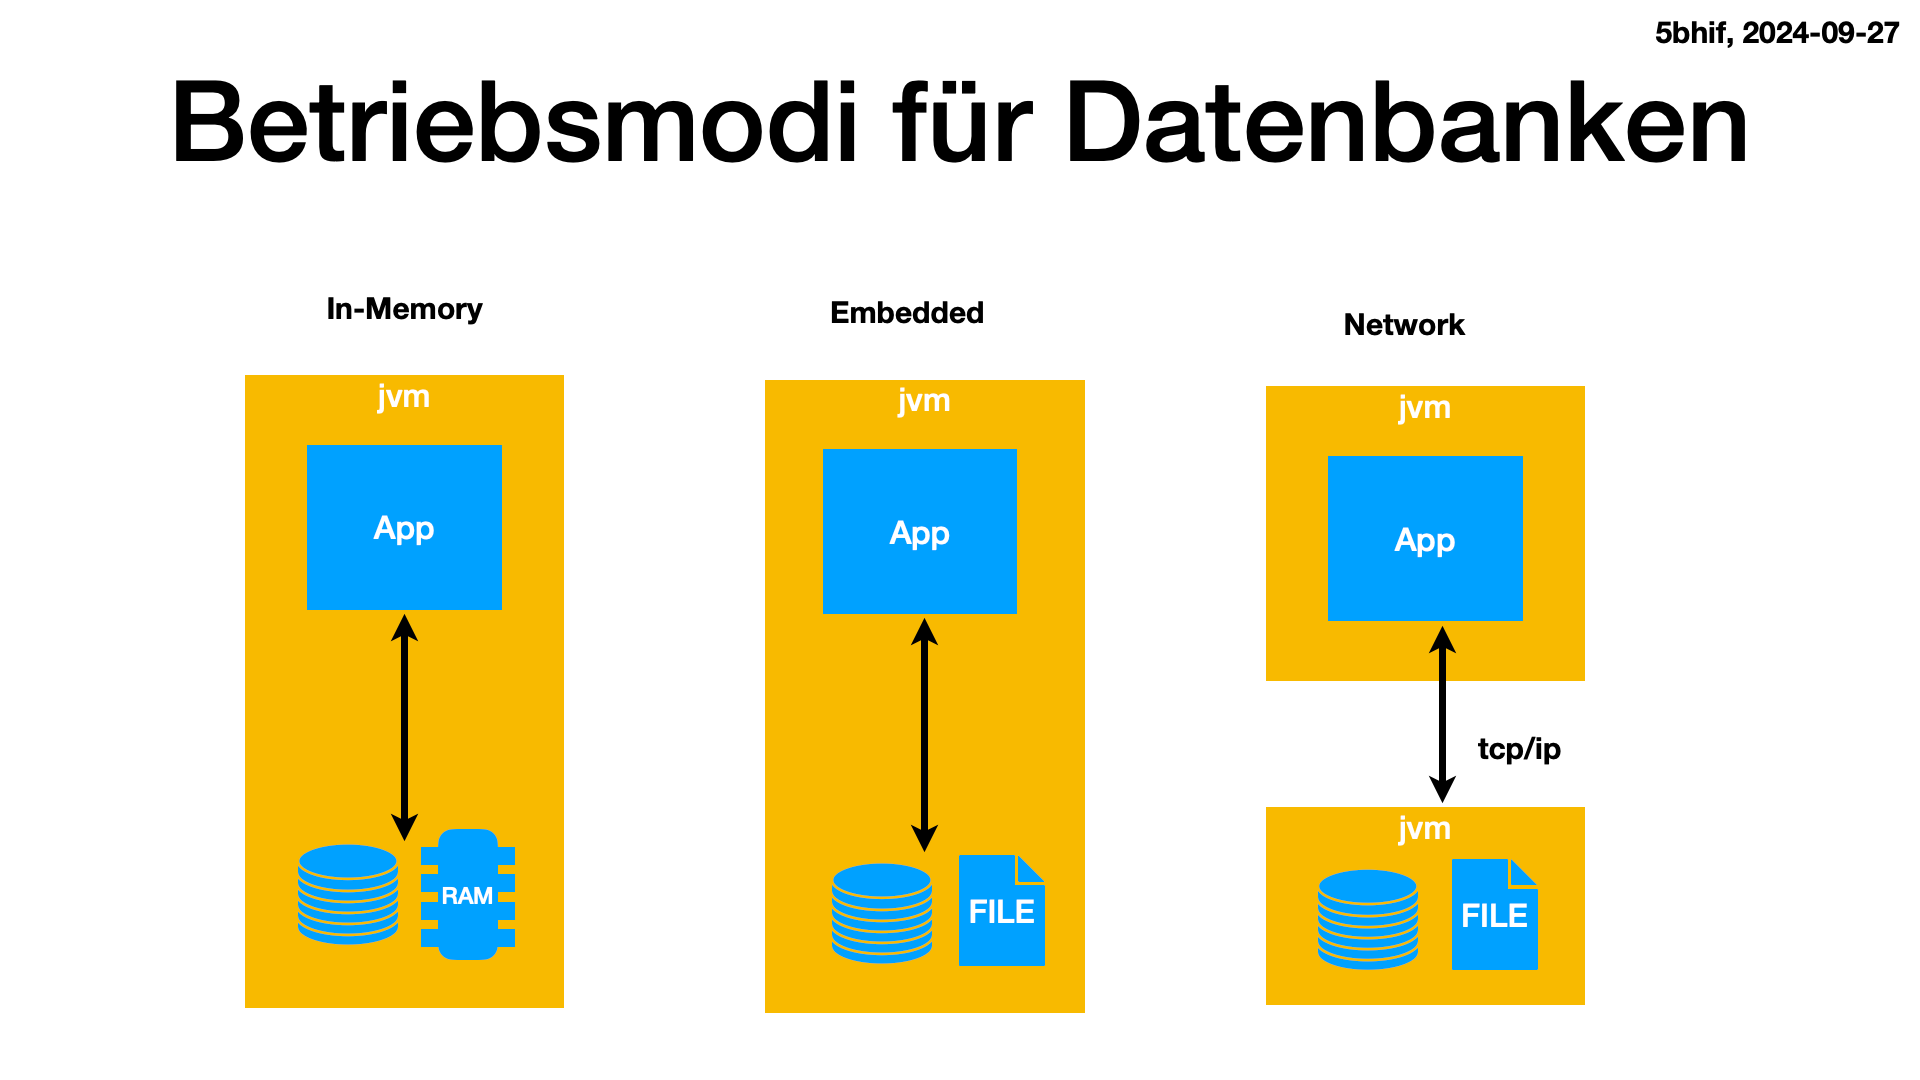 5bhif, 2024-09-27
Betriebsmodi für Datenbanken
In-Memory
jvm
App
RAM
Embedded
jvm
App
FILE
Network
jvm
App
tcp/ip
jvm
FILE